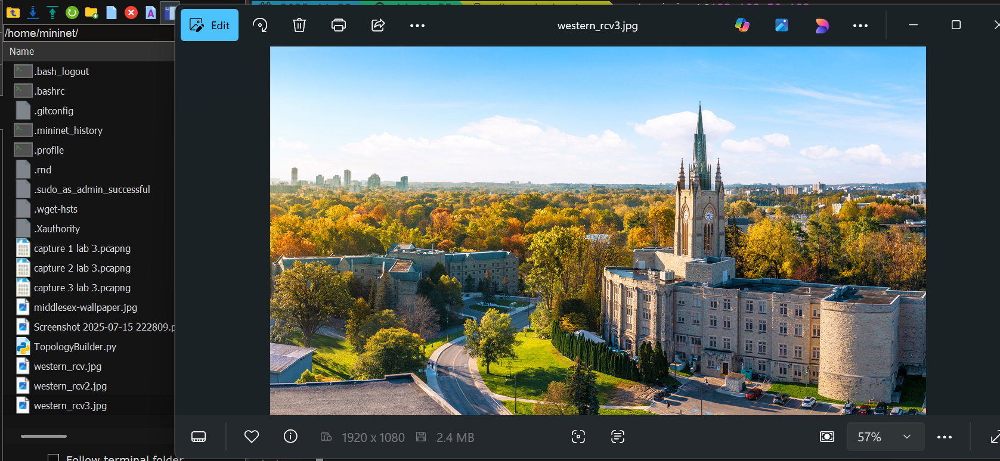 /home/mininet/
Name
.bash_logout
.bashrc
.gitconfig
.mininet_history
.profile
.rnd
.sudo_as_admin_successful
.wget-hsts
.Xauthority
capture 1 lab 3.pcapng
capture 2 lab 3.pcapng
capture 3 lab 3.pcapng
middlesex-wallpaper.jpg
Screenshot 2025-07-15 222809.p
TopologyBuilder.py
western_rcv.jpg
western_rcv2.jpg
western_rcv3.jpg
Follow terminal folder
Edit
western_rcv3.jpg
1920 x 1080
2.4 MB
57%